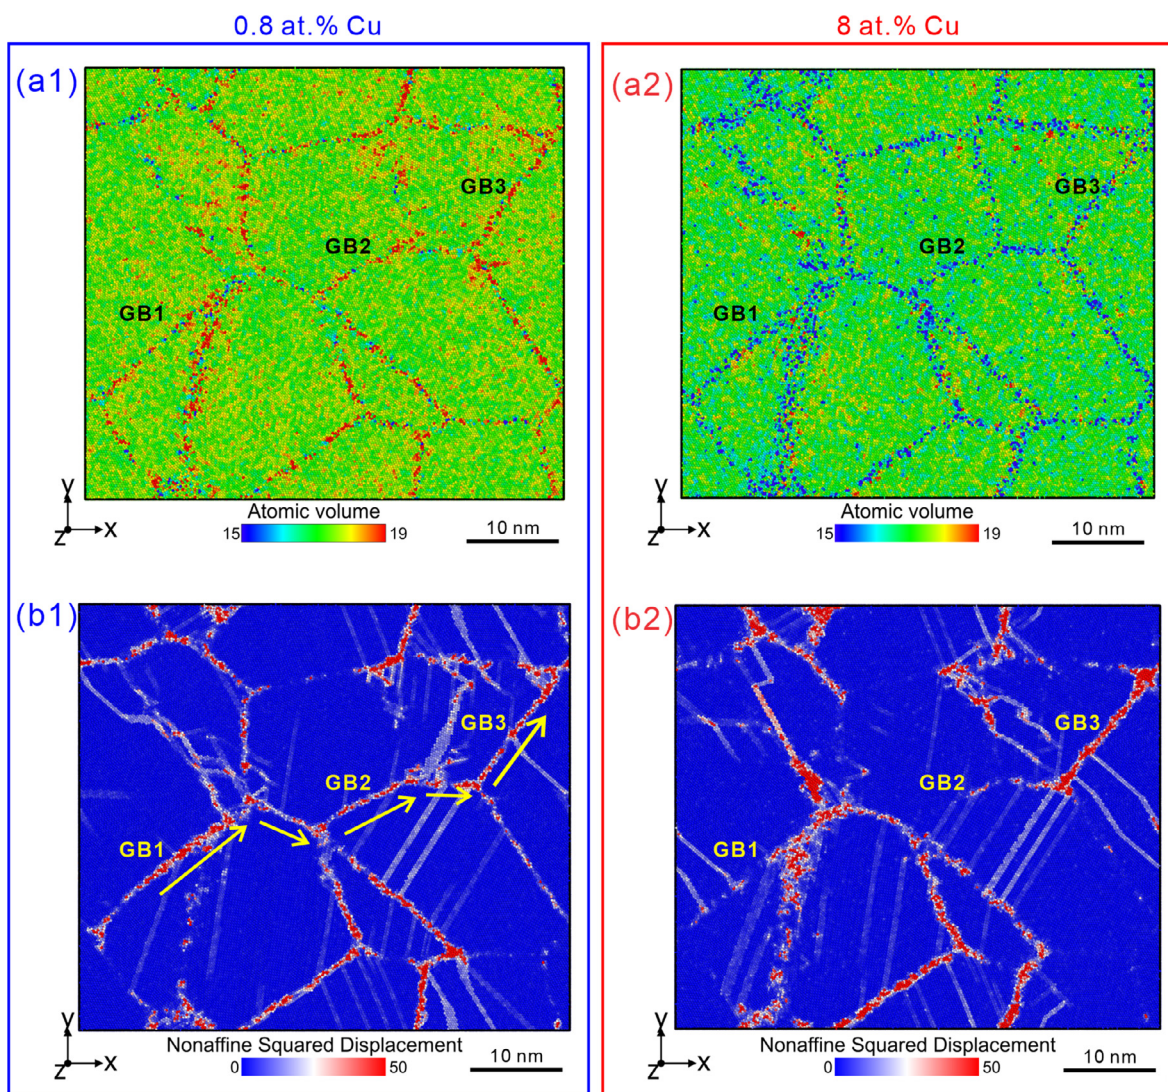 0.8 at.% Cu
8 at.% Cu
(a1)
GB3
GB2
GB1
Y
Z
X
Atomic volume
15
19
10 nm
(a2)
GB3
GB2
GB1
Y
Z
X
Atomic volume
15
19
10 nm
(b1)
GB3
GB2
GB1
Y
Z
X
Nonaffine Squared Displacement
0
50
10 nm
(b2)
GB3
GB2
GB1
Y
Z
X
Nonaffine Squared Displacement
0
50
10 nm